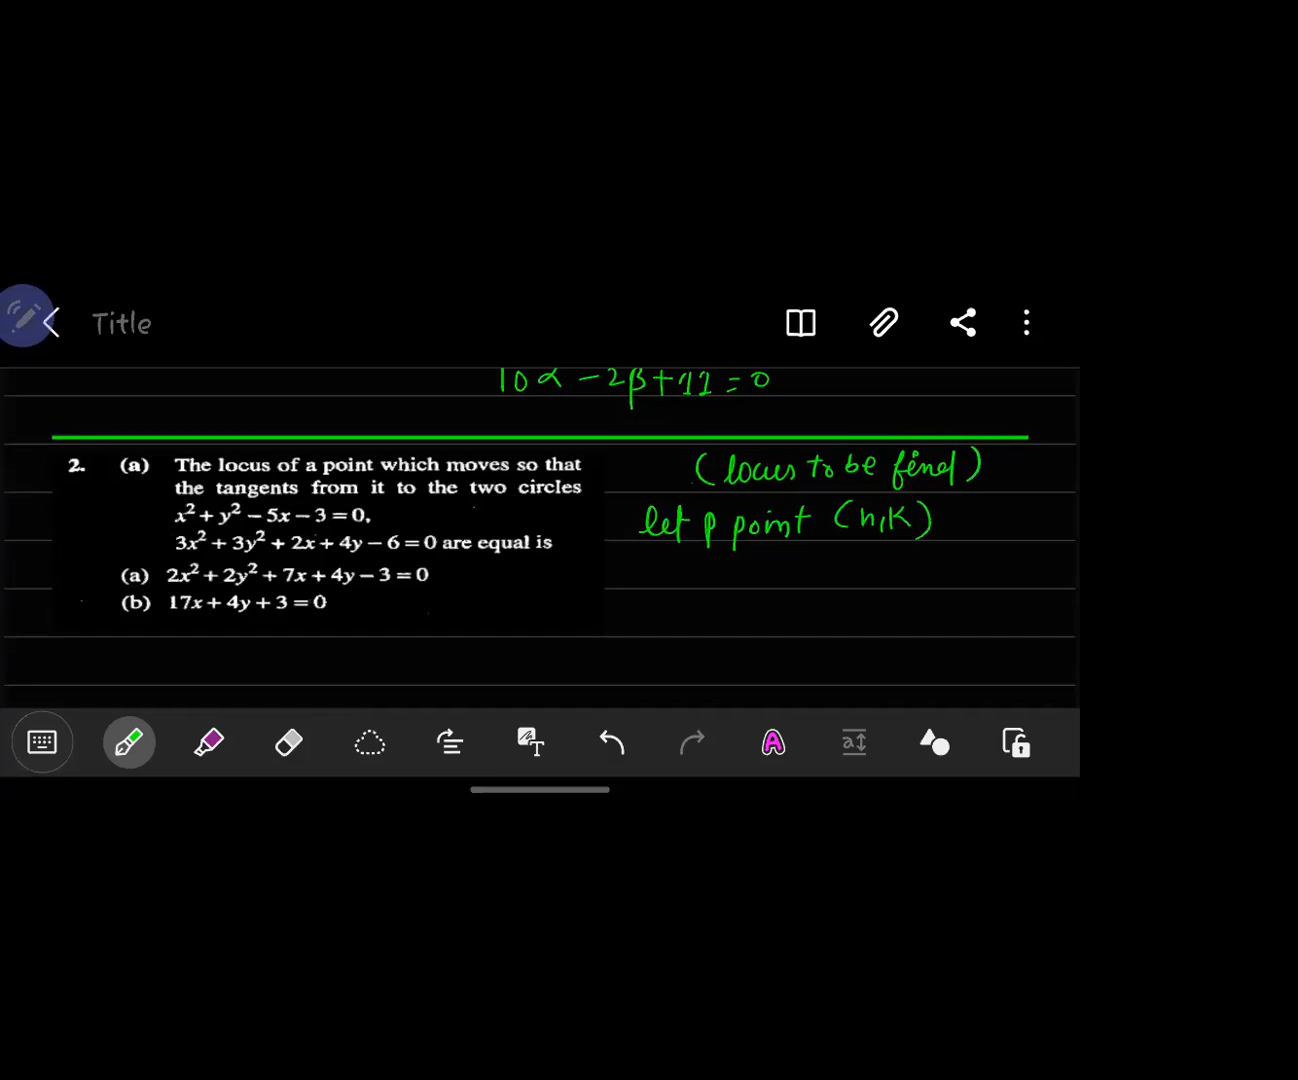 Title
10α - 2β + 11 = 0
2. (a) The locus of a point which moves so that
the tangents from it to the two circles
x² + y² – 5x – 3 = 0,
3x² + 3y² + 2x + 4y – 6 = 0 are equal is
(a) 2x² + 2y² + 7x + 4y – 3 = 0
(b) 17x + 4y + 3 = 0
(locus to be find)
let P point (h,K)